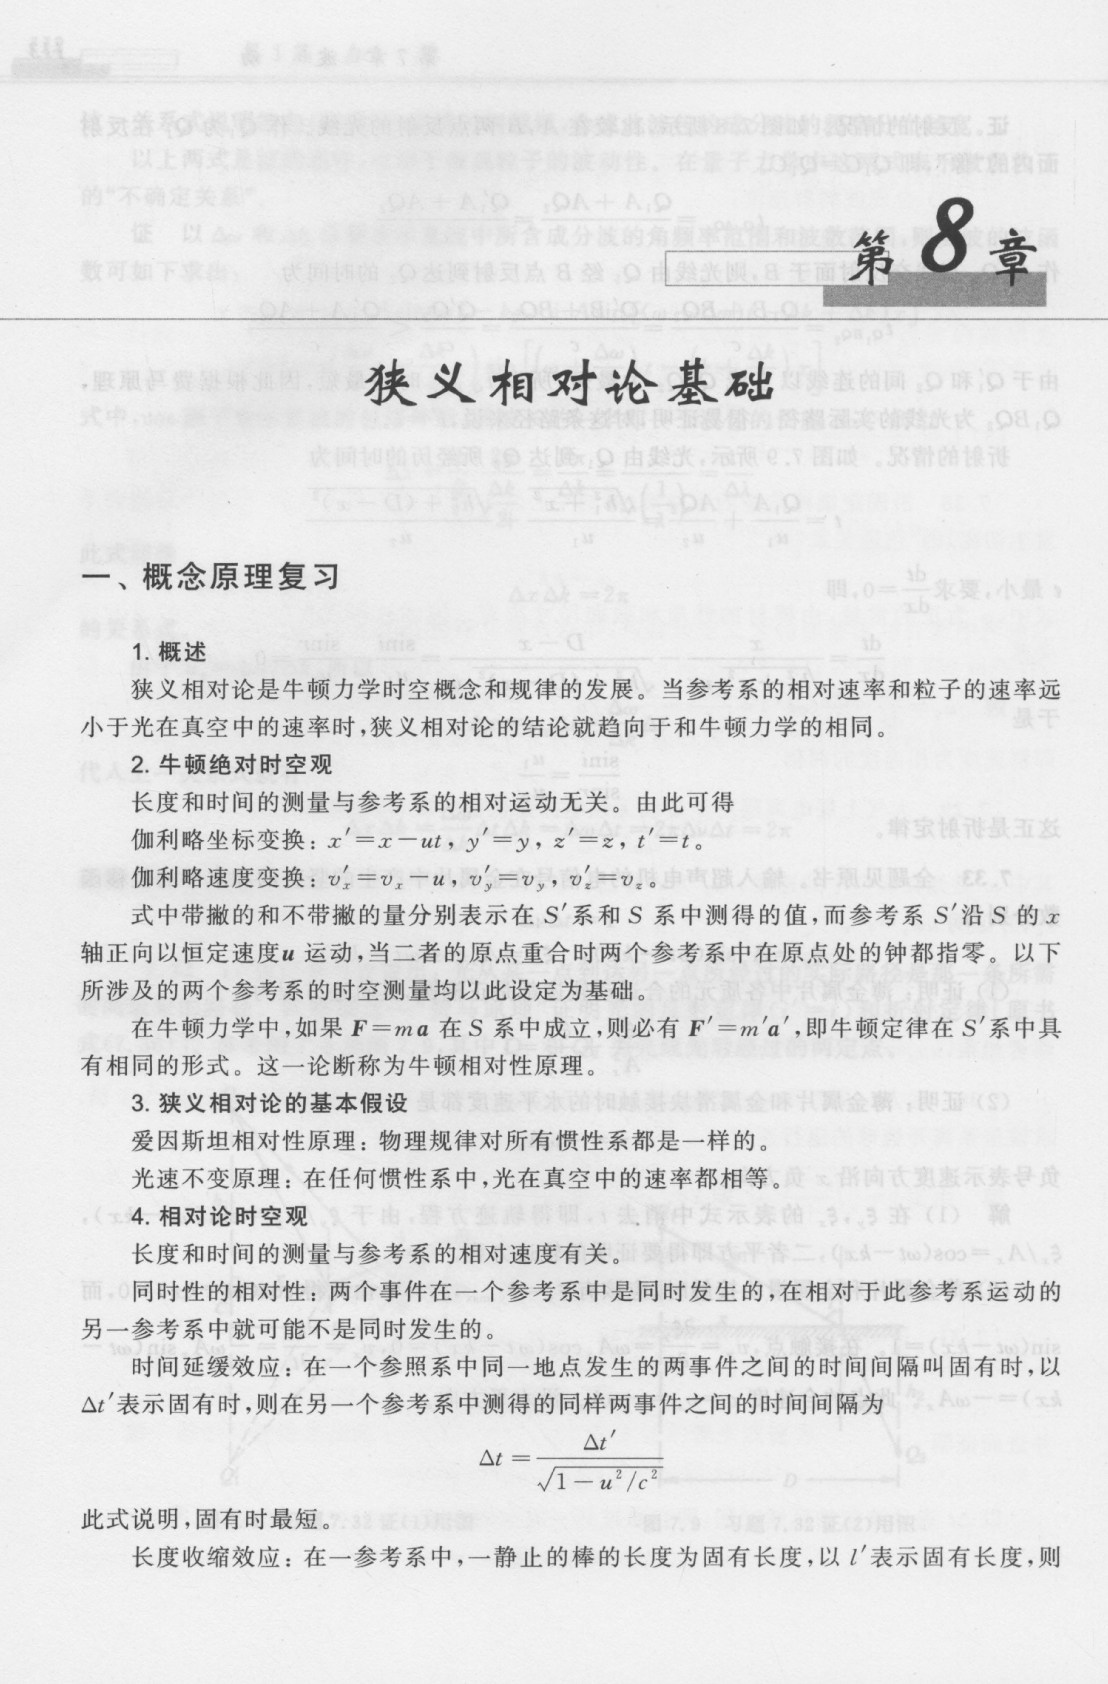 第8章
狭义相对论基础
一、概念原理复习
1. 概述
狭义相对论是牛顿力学时空概念和规律的发展。当参考系的相对速率和粒子的速率远
小于光在真空中的速率时,狭义相对论的结论就趋向于和牛顿力学的相同。
2. 牛顿绝对时空观
长度和时间的测量与参考系的相对运动无关。由此可得
伽利略坐标变换：x′=x−ut, y′=y, z′=z, t′=t。
伽利略速度变换：v′ₓ=vₓ−u, v′_y=v_y, v′_z=v_z。
式中带撇的和不带撇的量分别表示在 S′系和 S 系中测得的值,而参考系 S′沿 S 的 x
轴正向以恒定速度u 运动,当二者的原点重合时两个参考系中在原点处的钟都指零。以下
所涉及的两个参考系的时空测量均以此设定为基础。
在牛顿力学中,如果 F=ma 在 S 系中成立,则必有 F′=m′a′,即牛顿定律在 S′系中具
有相同的形式。这一论断称为牛顿相对性原理。
3. 狭义相对论的基本假设
爱因斯坦相对性原理：物理规律对所有惯性系都是一样的。
光速不变原理：在任何惯性系中,光在真空中的速率都相等。
4. 相对论时空观
长度和时间的测量与参考系的相对速度有关。
同时性的相对性：两个事件在一个参考系中是同时发生的,在相对于此参考系运动的
另一参考系中就可能不是同时发生的。
时间延缓效应：在一个参照系中同一地点发生的两事件之间的时间间隔叫固有时,以
Δt′表示固有时,则在另一个参考系中测得的同样两事件之间的时间间隔为
Δt = Δt′/√(1−u²/c²)
此式说明,固有时最短。
长度收缩效应：在一参考系中,一静止的棒的长度为固有长度,以 l′表示固有长度,则